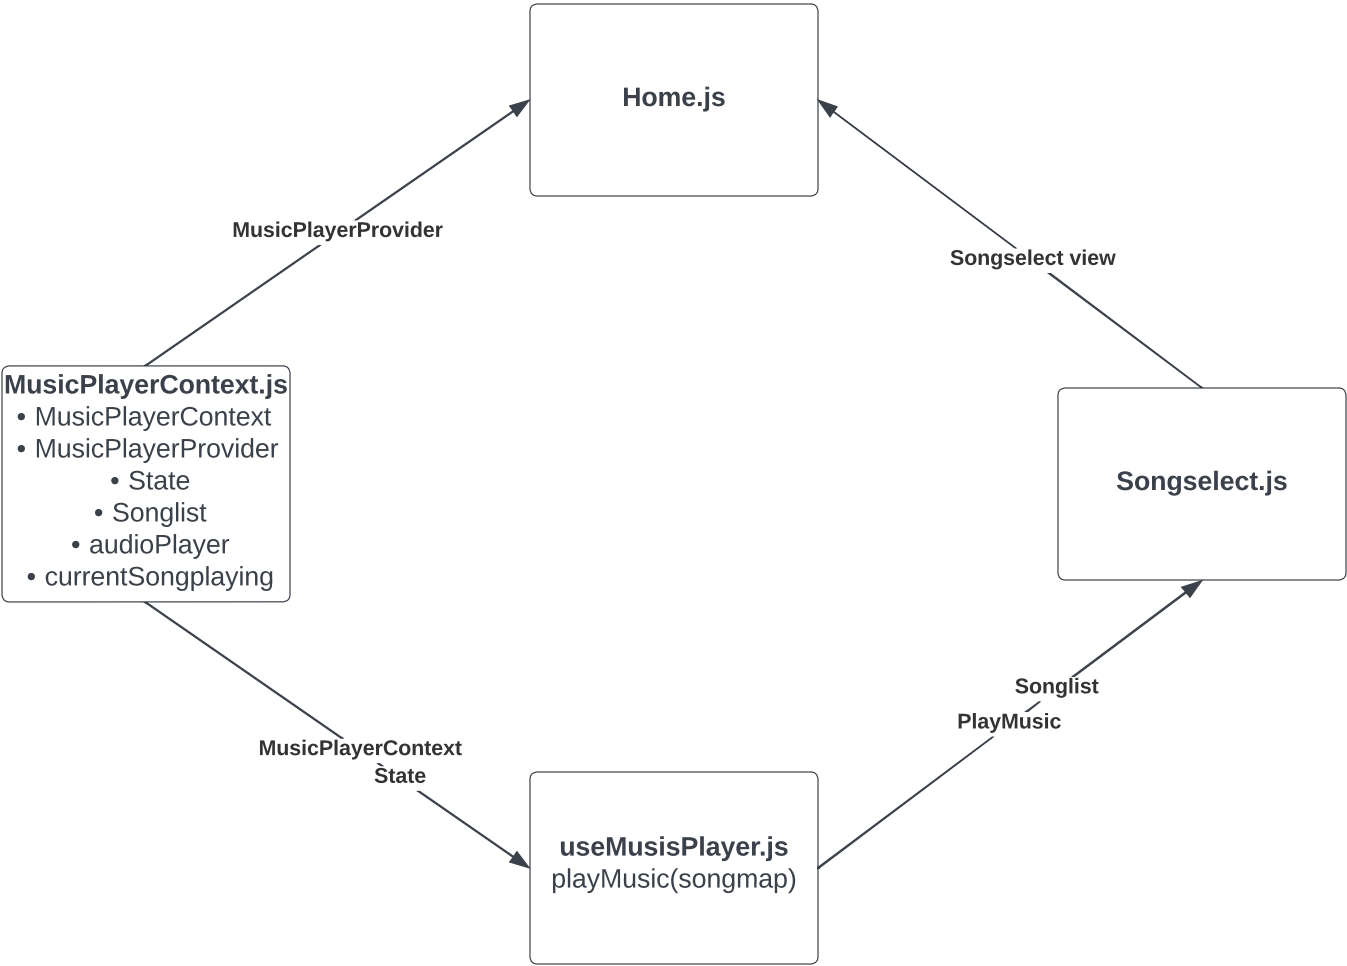 Home.js
MusicPlayerProvider
Songselect view
MusicPlayerContext.js
• MusicPlayerContext
• MusicPlayerProvider
• State
• Songlist
• audioPlayer
• currentSongplaying
Songselect.js
Songlist
PlayMusic
MusicPlayerContext
State
useMusisPlayer.js
playMusic(songmap)